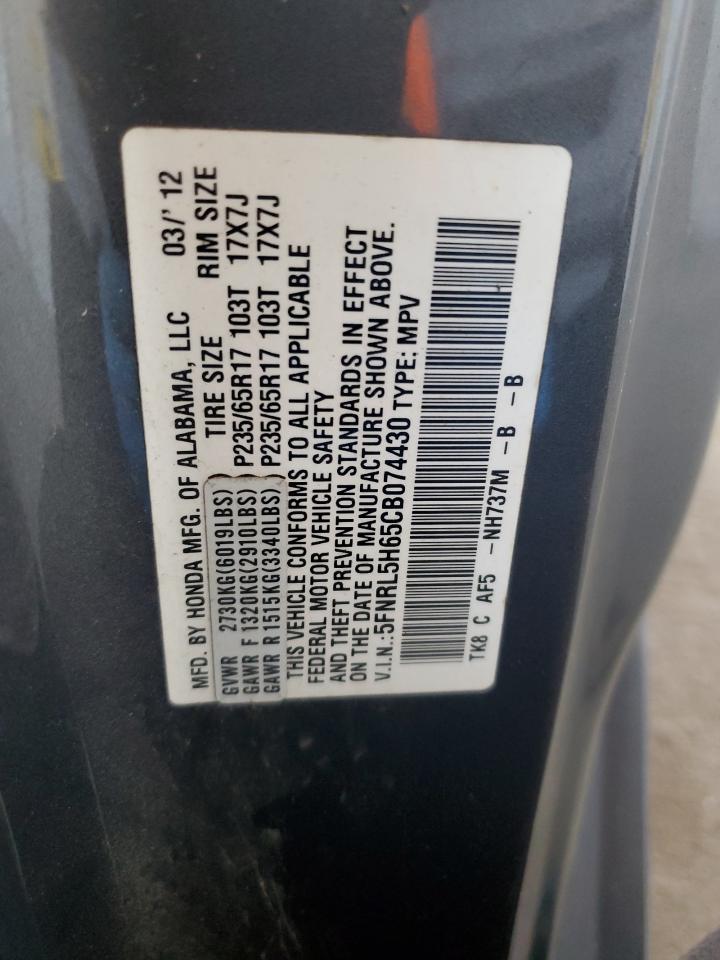 MFD. BY HONDA MFG. OF ALABAMA, LLC 03/'12
TIRE SIZE RIM SIZE
GVWR 2730KG(6019LBS)
GAWR F 1320KG(2910LBS) P235/65R17 103T 17X7J
GAWR R 1515KG(3340LBS) P235/65R17 103T 17X7J
THIS VEHICLE CONFORMS TO ALL APPLICABLE
FEDERAL MOTOR VEHICLE SAFETY
AND THEFT PREVENTION STANDARDS IN EFFECT
ON THE DATE OF MANUFACTURE SHOWN ABOVE.
V.I.N.:5FNRL5H65CB074430 TYPE: MPV
TK8 C AF5 -NH737M -B -B